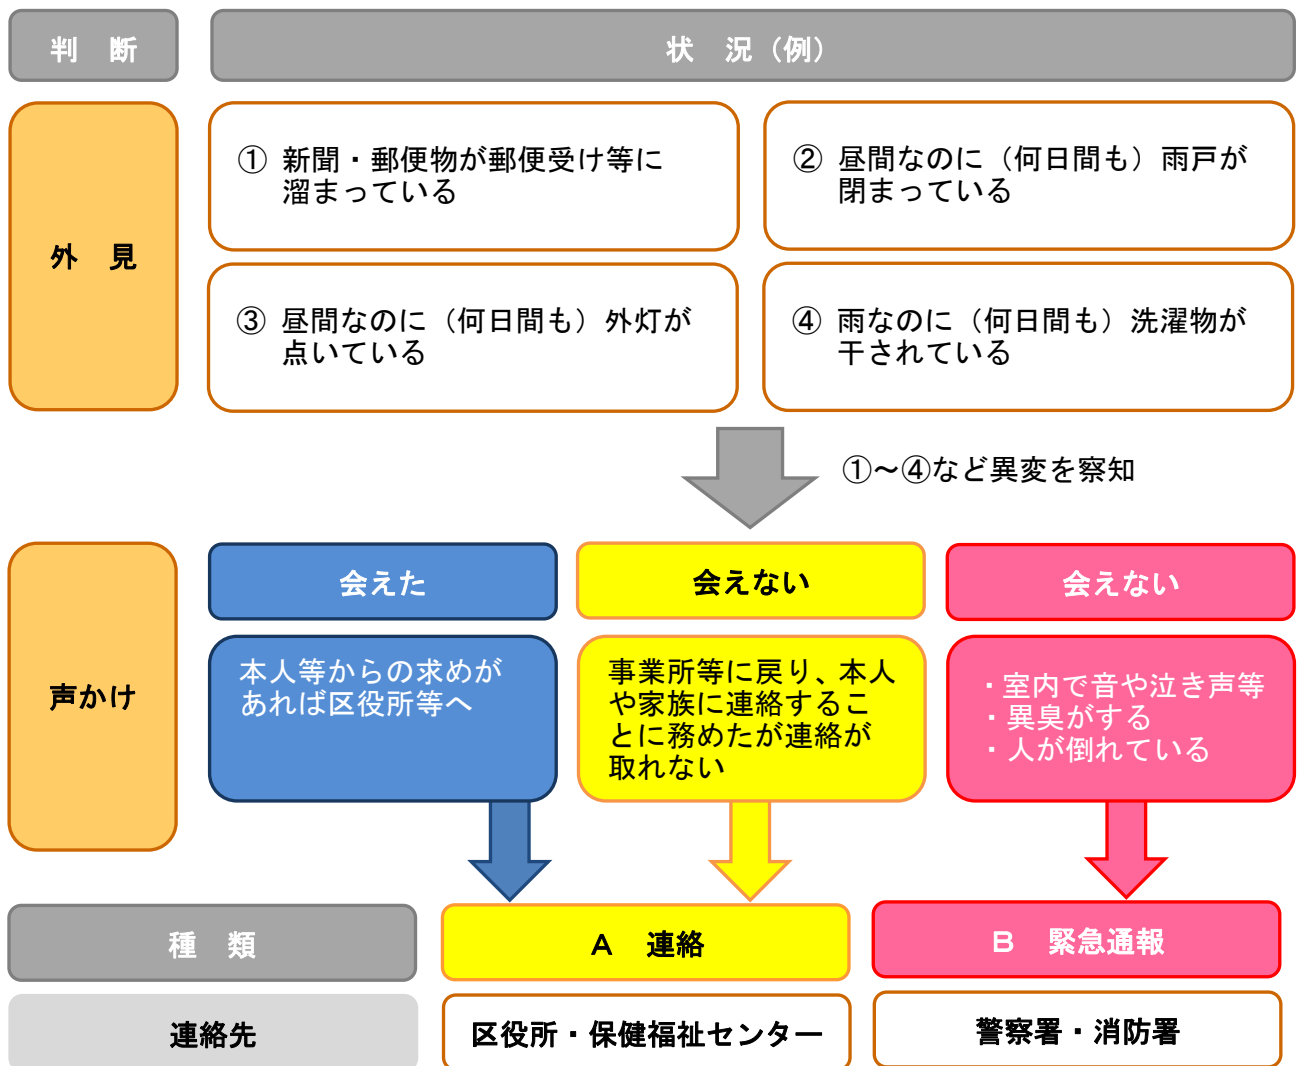 判 断
状 況（例）
外 見
① 新聞・郵便物が郵便受け等に
溜まっている
② 昼間なのに（何日間も）雨戸が
閉まっている
③ 昼間なのに（何日間も）外灯が
点いている
④ 雨なのに（何日間も）洗濯物が
干されている
①～④など異変を察知
声かけ
会えた
会えない
会えない
本人等からの求めが
あれば区役所等へ
事業所等に戻り、本人
や家族に連絡するこ
とに務めたが連絡が
取れない
・室内で音や泣き声等
・異臭がする
・人が倒れている
種 類
Ａ 連絡
Ｂ 緊急通報
連絡先
区役所・保健福祉センター
警察署・消防署